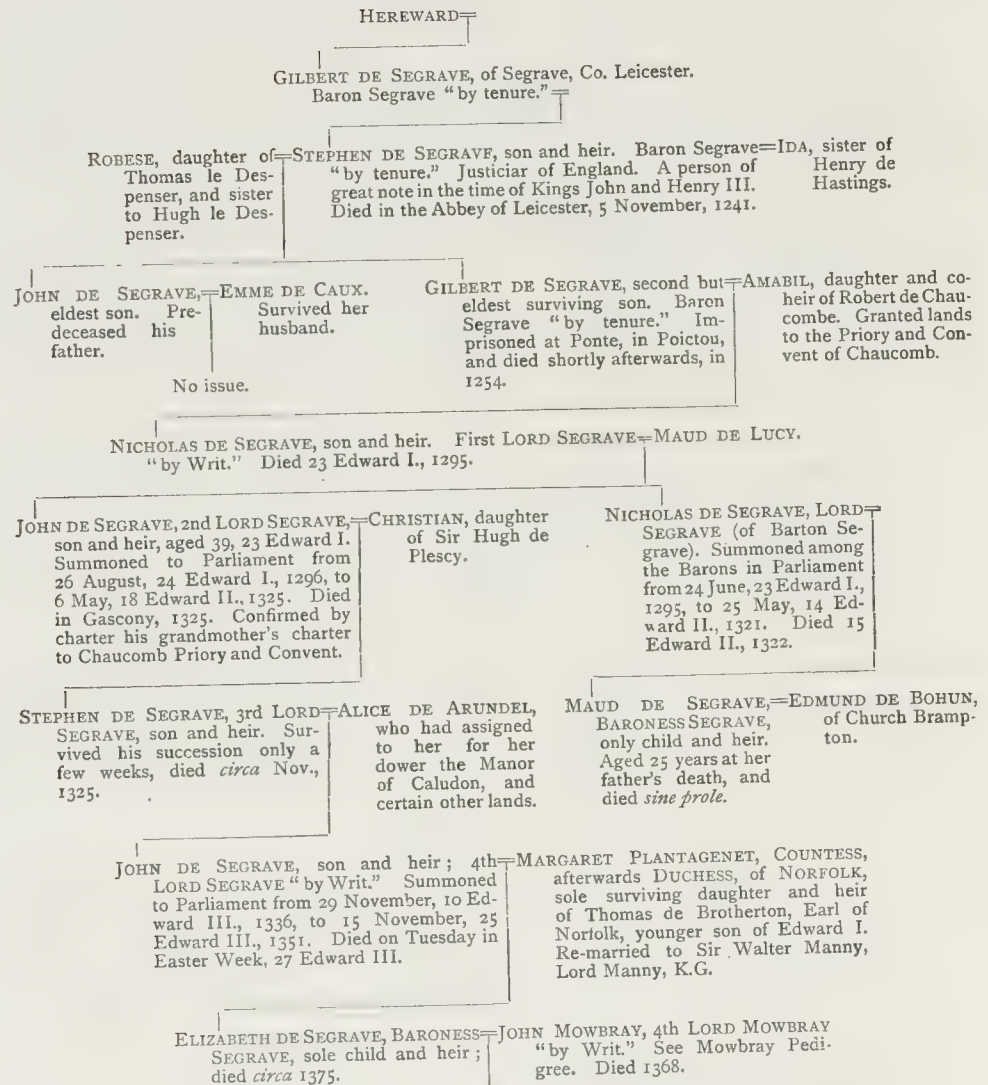 HEREWARD
GILBERT DE SEGRAVE, of Segrave, Co. Leicester.
Baron Segrave "by tenure."
ROBESE, daughter of
Thomas le Des-
penser, and sister
to Hugh le Des-
penser.
STEPHEN DE SEGRAVE, son and heir. Baron Segrave
"by tenure." Justiciar of England. A person of
great note in the time of Kings John and Henry III.
Died in the Abbey of Leicester, 5 November, 1241.
IDA, sister of
Henry de
Hastings.
JOHN DE SEGRAVE,
eldest son. Pre-
deceased his
father.
EMME DE CAUX.
Survived her
husband.
No issue.
GILBERT DE SEGRAVE, second but
eldest surviving son. Baron
Segrave "by tenure." Im-
prisoned at Ponte, in Poictou,
and died shortly afterwards, in
1254.
AMABIL, daughter and co-
heir of Robert de Chau-
combe. Granted lands
to the Priory and Con-
vent of Chaucomb.
NICHOLAS DE SEGRAVE, son and heir. First LORD SEGRAVE
"by Writ." Died 23 Edward I., 1295.
MAUD DE LUCY.
JOHN DE SEGRAVE, 2nd LORD SEGRAVE,
son and heir, aged 39, 23 Edward I.
Summoned to Parliament from
26 August, 24 Edward I., 1296, to
6 May, 18 Edward II., 1325. Died
in Gascony, 1325. Confirmed by
charter his grandmother's charter
to Chaucomb Priory and Convent.
CHRISTIAN, daughter
of Sir Hugh de
Plescy.
NICHOLAS DE SEGRAVE, LORD
SEGRAVE (of Barton Se-
grave). Summoned among
the Barons in Parliament
from 24 June, 23 Edward I.,
1295, to 25 May, 14 Ed-
ward II., 1321. Died 15
Edward II., 1322.
STEPHEN DE SEGRAVE, 3rd LORD
SEGRAVE, son and heir. Sur-
vived his succession only a
few weeks, died circa Nov.,
1325.
ALICE DE ARUNDEL,
who had assigned
to her for her
dower the Manor
of Caludon, and
certain other lands.
MAUD DE SEGRAVE,
BARONESS SEGRAVE,
only child and heir.
Aged 25 years at her
father's death, and
died sine prole.
EDMUND DE BOHUN,
of Church Bramp-
ton.
JOHN DE SEGRAVE, son and heir; 4th
LORD SEGRAVE "by Writ." Summoned
to Parliament from 29 November, 10 Ed-
ward III., 1336, to 15 November, 25
Edward III., 1351. Died on Tuesday in
Easter Week, 27 Edward III.
MARGARET PLANTAGENET, COUNTESS,
afterwards DUCHESS, of NORFOLK,
sole surviving daughter and heir
of Thomas de Brotherton, Earl of
Norfolk, younger son of Edward I.
Re-married to Sir Walter Manny,
Lord Manny, K.G.
ELIZABETH DE SEGRAVE, BARONESS
SEGRAVE, sole child and heir;
died circa 1375.
JOHN MOWBRAY, 4th LORD MOWBRAY
"by Writ." See Mowbray Pedi-
gree. Died 1368.